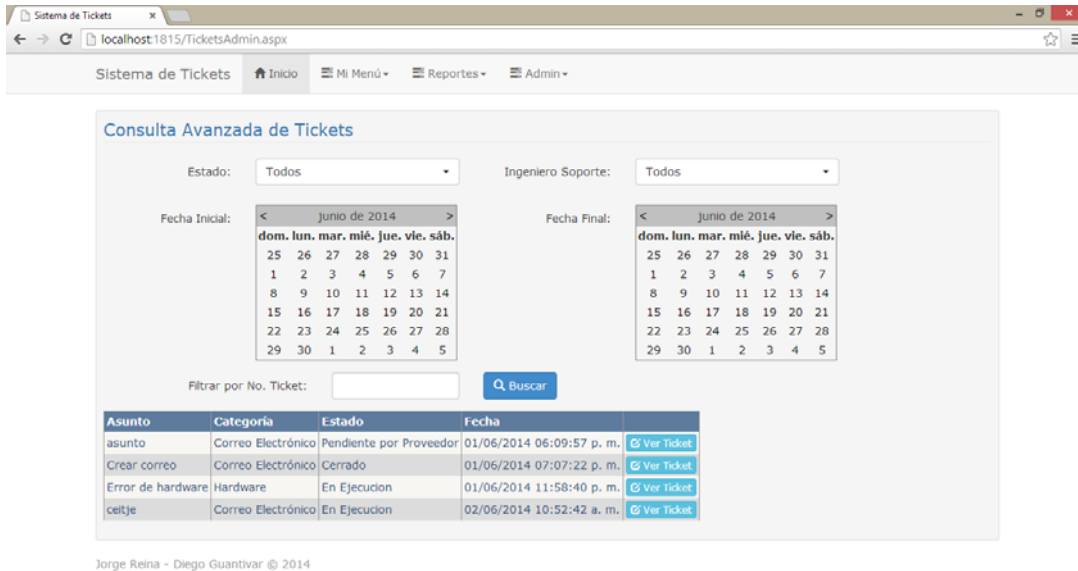 Sistema de Tickets
localhost:1815/TicketsAdmin.aspx
Sistema de Tickets Inicio Mi Menú Reportes Admin
Consulta Avanzada de Tickets
Estado: Todos Ingeniero Soporte: Todos
Fecha Inicial: < junio de 2014 > Fecha Final: < junio de 2014 >
dom. lun. mar. mié. jue. vie. sáb. dom. lun. mar. mié. jue. vie. sáb.
25 26 27 28 29 30 31 25 26 27 28 29 30 31
1 2 3 4 5 6 7 1 2 3 4 5 6 7
8 9 10 11 12 13 14 8 9 10 11 12 13 14
15 16 17 18 19 20 21 15 16 17 18 19 20 21
22 23 24 25 26 27 28 22 23 24 25 26 27 28
29 30 1 2 3 4 5 29 30 1 2 3 4 5
Filtrar por No. Ticket: Buscar
Asunto Categoría Estado Fecha
asunto Correo Electrónico Pendiente por Proveedor 01/06/2014 06:09:57 p. m. Ver Ticket
Crear correo Correo Electrónico Cerrado 01/06/2014 07:07:22 p. m. Ver Ticket
Error de hardware Hardware En Ejecucion 01/06/2014 11:58:40 p. m. Ver Ticket
ceitje Correo Electrónico En Ejecucion 02/06/2014 10:52:42 a. m. Ver Ticket
Jorge Reina - Diego Guantivar © 2014